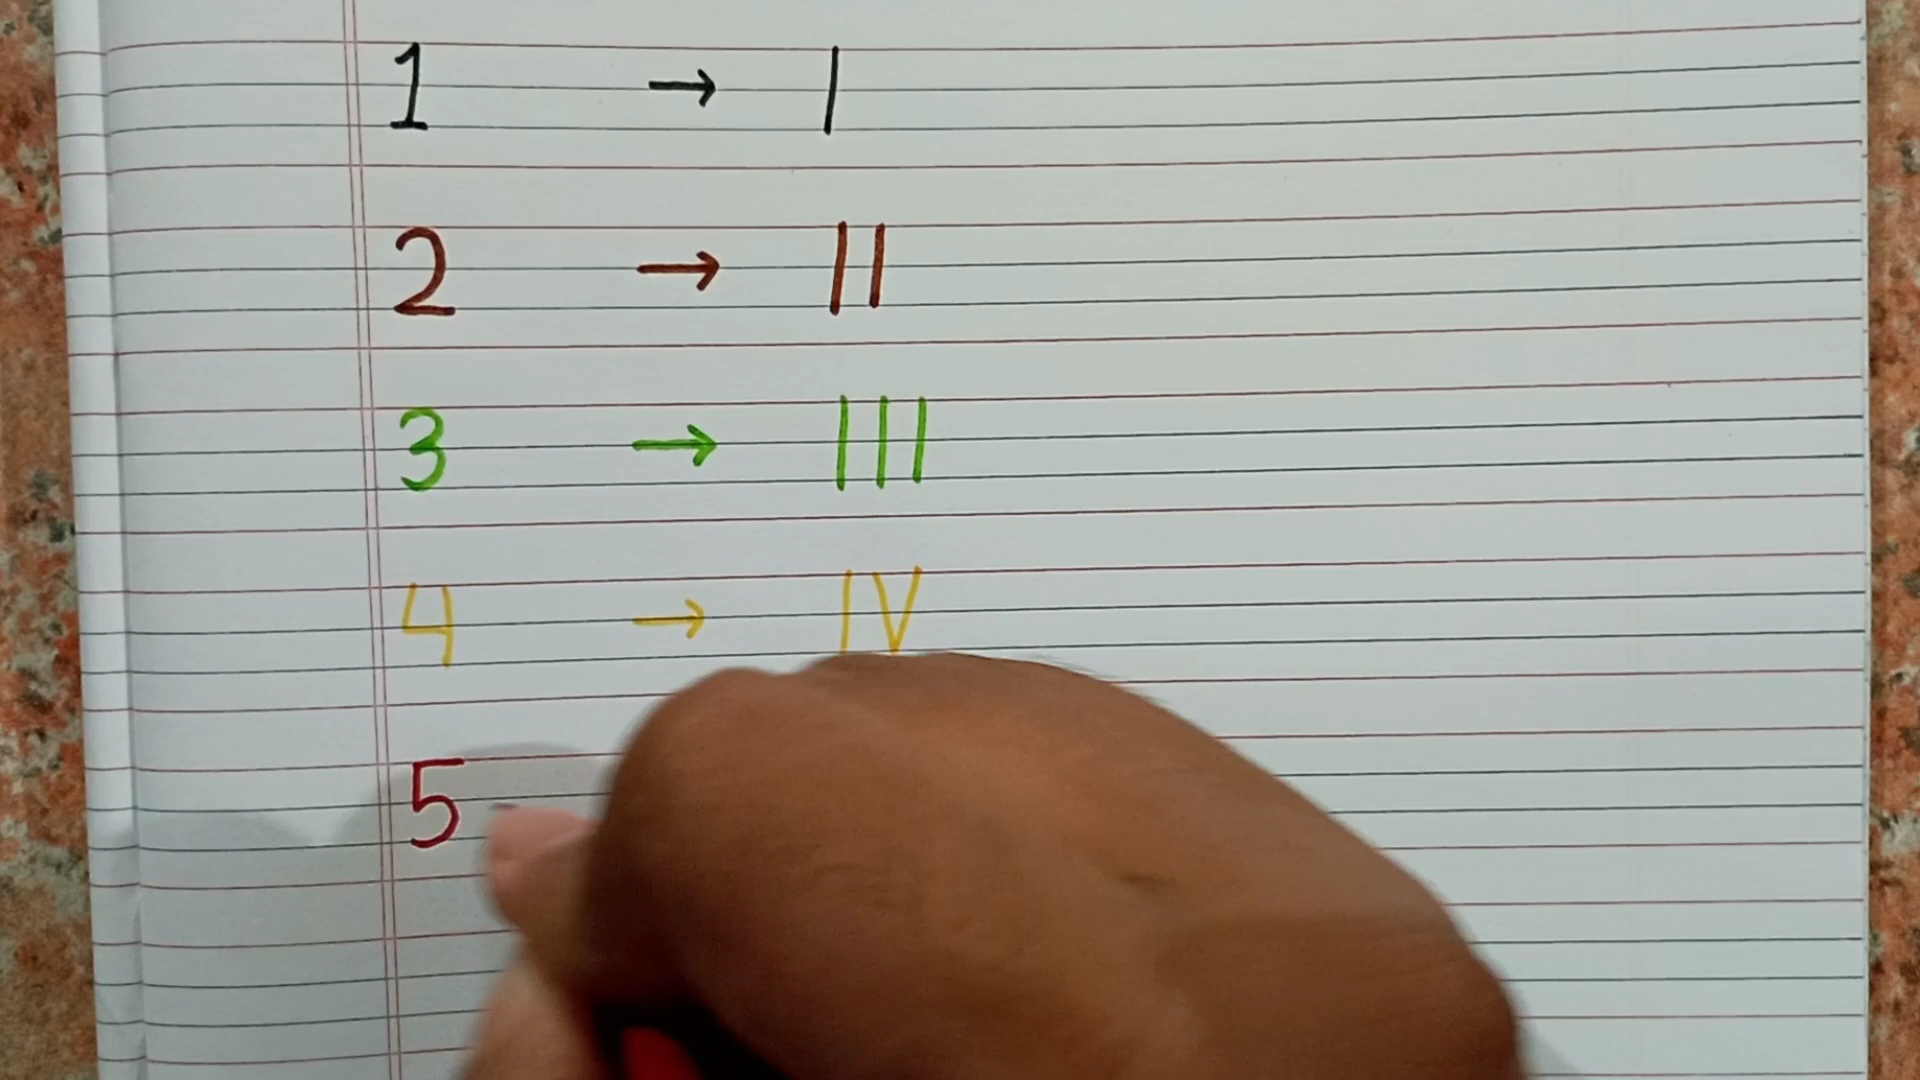 1 → I
2 → II
3 → III
4 → IV
5